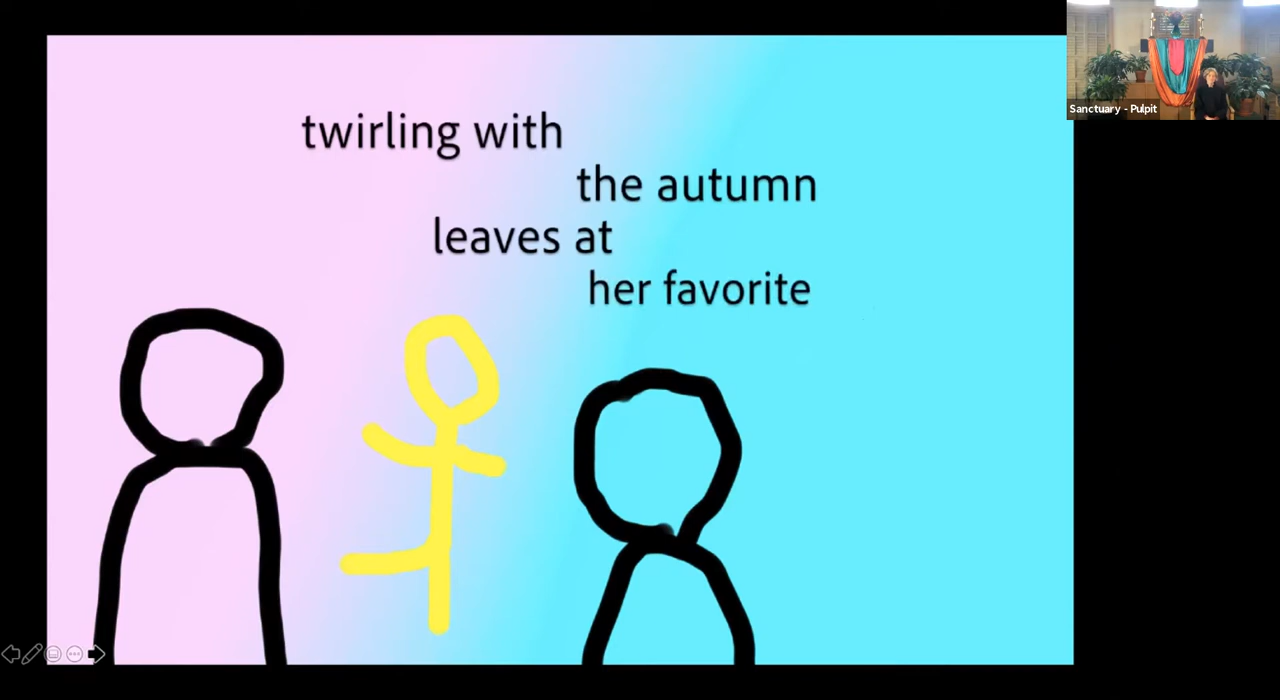 twirling with
the autumn
leaves at
her favorite
Sanctuary - Pulpit